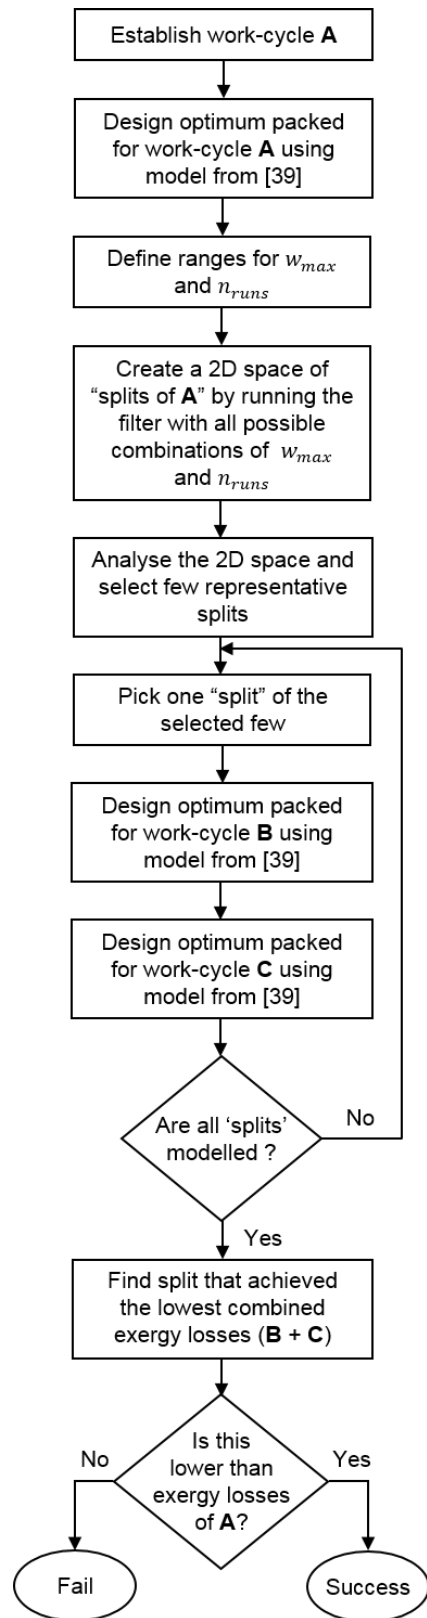 Establish work-cycle A
Design optimum packed
for work-cycle A using
model from [39]
Define ranges for w_max
and n_runs
Create a 2D space of
“splits of A” by running the
filter with all possible
combinations of w_max
and n_runs
Analyse the 2D space and
select few representative
splits
Pick one “split” of the
selected few
Design optimum packed
for work-cycle B using
model from [39]
Design optimum packed
for work-cycle C using
model from [39]
Are all ‘splits’
modelled ?
No
Yes
Find split that achieved
the lowest combined
exergy losses (B + C)
No
Is this
lower than
exergy losses
of A?
Yes
Fail
Success